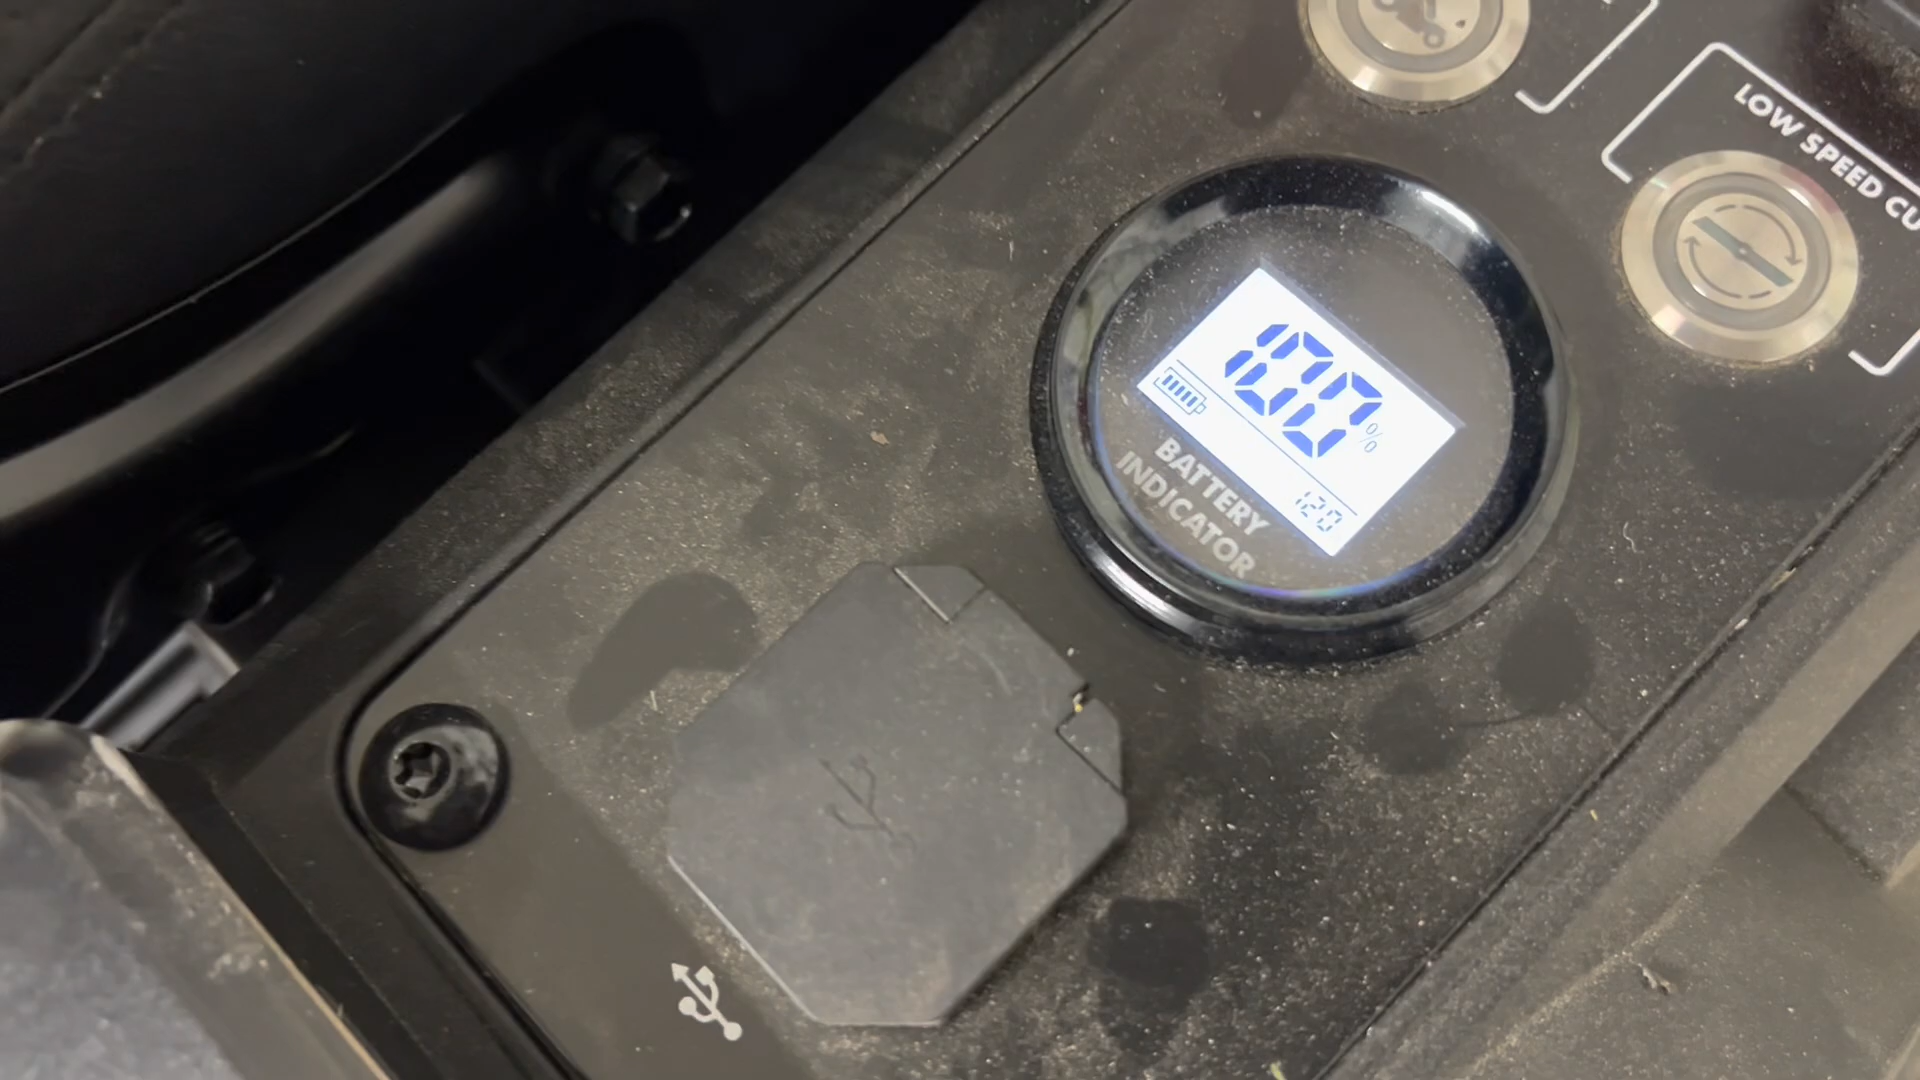 LOW SPEED CU
100%
120
BATTERY
INDICATOR